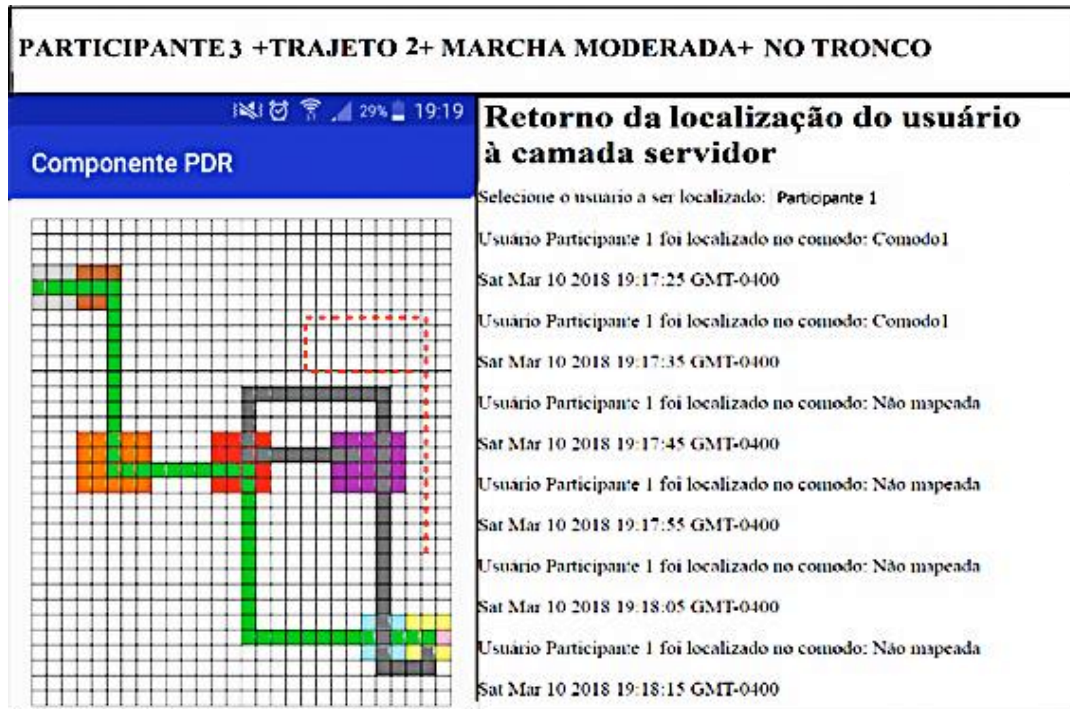 PARTICIPANTE 3 +TRAJETO 2+ MARCHA MODERADA+ NO TRONCO
29% 19:19
Componente PDR
Retorno da localização do usuário
à camada servidor
Selecione o usuario a ser localizado: Participante 1
Usuário Participante 1 foi localizado no comodo: Comodo1
Sat Mar 10 2018 19:17:25 GMT-0400
Usuário Participante 1 foi localizado no comodo: Comodo1
Sat Mar 10 2018 19:17:35 GMT-0400
Usuário Participante 1 foi localizado no comodo: Não mapeada
Sat Mar 10 2018 19:17:45 GMT-0400
Usuário Participante 1 foi localizado no comodo: Não mapeada
Sat Mar 10 2018 19:17:55 GMT-0400
Usuário Participante 1 foi localizado no comodo: Não mapeada
Sat Mar 10 2018 19:18:05 GMT-0400
Usuário Participante 1 foi localizado no comodo: Não mapeada
Sat Mar 10 2018 19:18:15 GMT-0400